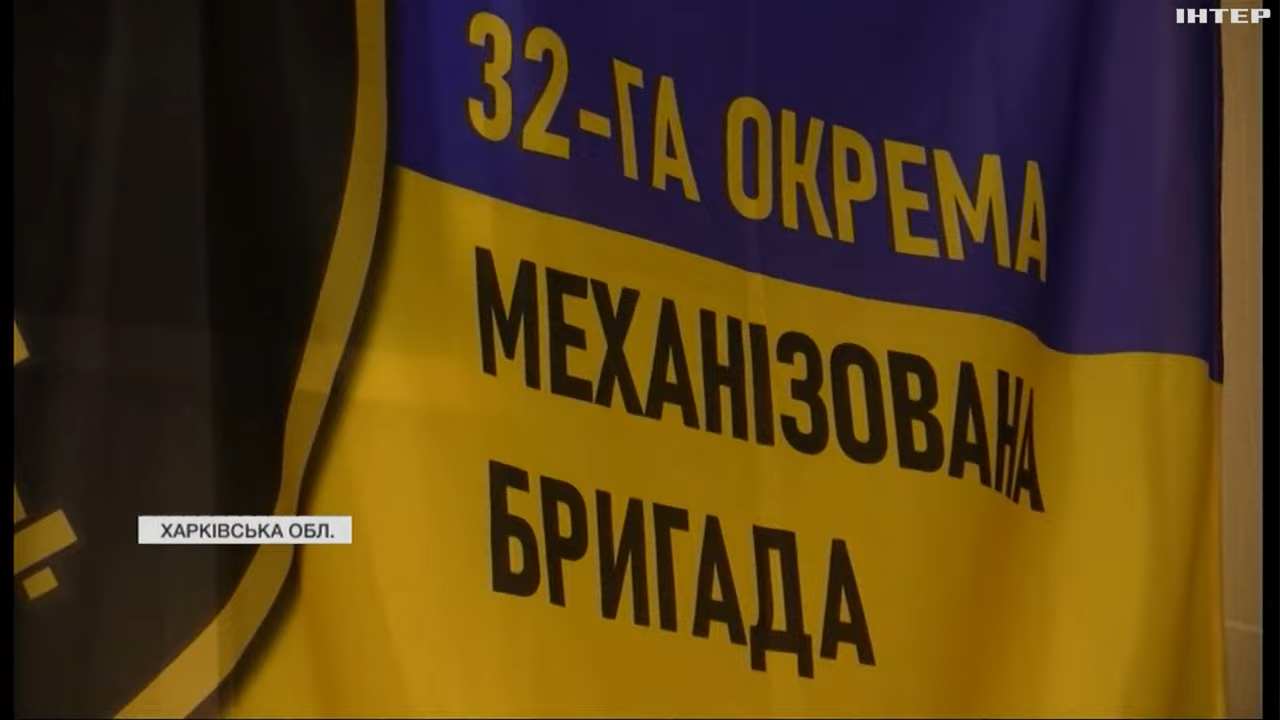 ІНТЕР
32-ГА ОКРЕМА
МЕХАНІЗОВАНА
БРИГАДА
ХАРКІВСЬКА ОБЛ.